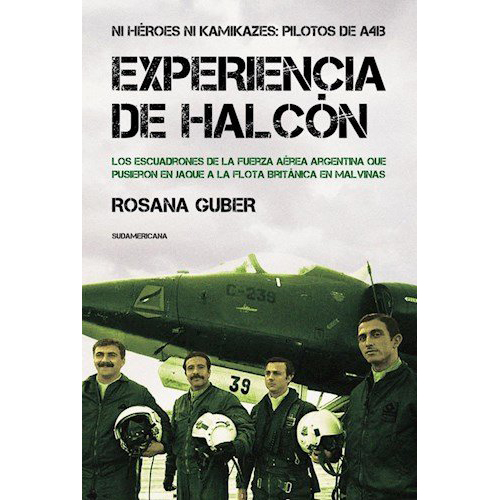 NI HÉROES NI KAMIKAZES: PILOTOS DE A4B
EXPERIENCIA
DE HALCÓN
LOS ESCUADRONES DE LA FUERZA AÉREA ARGENTINA QUE
PUSIERON EN JAQUE A LA FLOTA BRITÁNICA EN MALVINAS
ROSANA GUBER
SUDAMERICANA
C-239
39